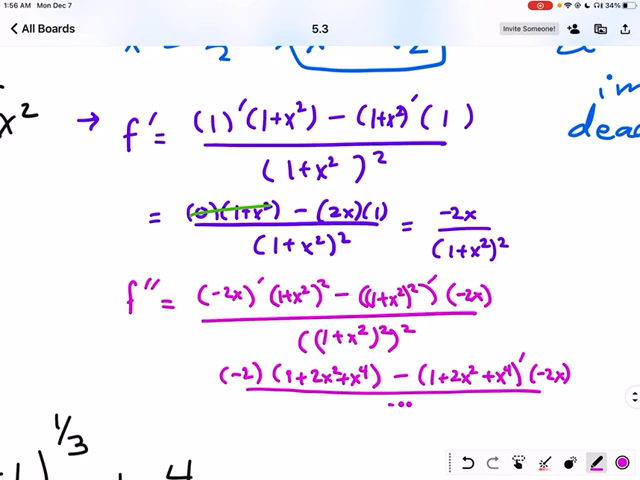 1:56 AM Mon Dec 7
34%
All Boards
5.3
Invite Someone!
x²
→ f' = (1)'(1+x²) − (1+x²)'(1)
(1+x²)²
dead
= (0)(1+x²) − (2x)(1) = −2x
(1+x²)² (1+x²)²
f'' = (−2x)'(1+x²)² − ((1+x²)²)'(−2x)
((1+x²)²)²
(−2)(1+2x²+x⁴) − (1+2x²+x⁴)'(−2x)
...
1/3
4